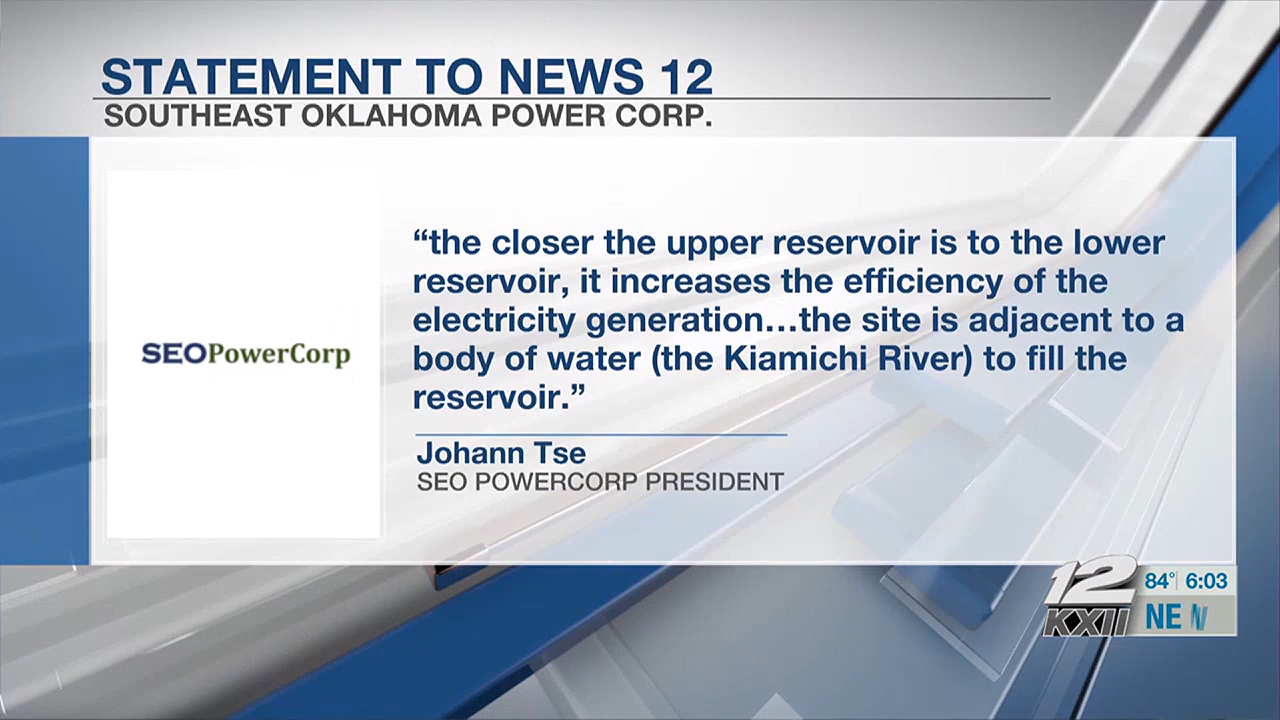 STATEMENT TO NEWS 12
SOUTHEAST OKLAHOMA POWER CORP.
SEOPowerCorp
“the closer the upper reservoir is to the lower
reservoir, it increases the efficiency of the
electricity generation...the site is adjacent to a
body of water (the Kiamichi River) to fill the
reservoir.”
Johann Tse
SEO POWERCORP PRESIDENT
12
KXII
84° 6:03
NE